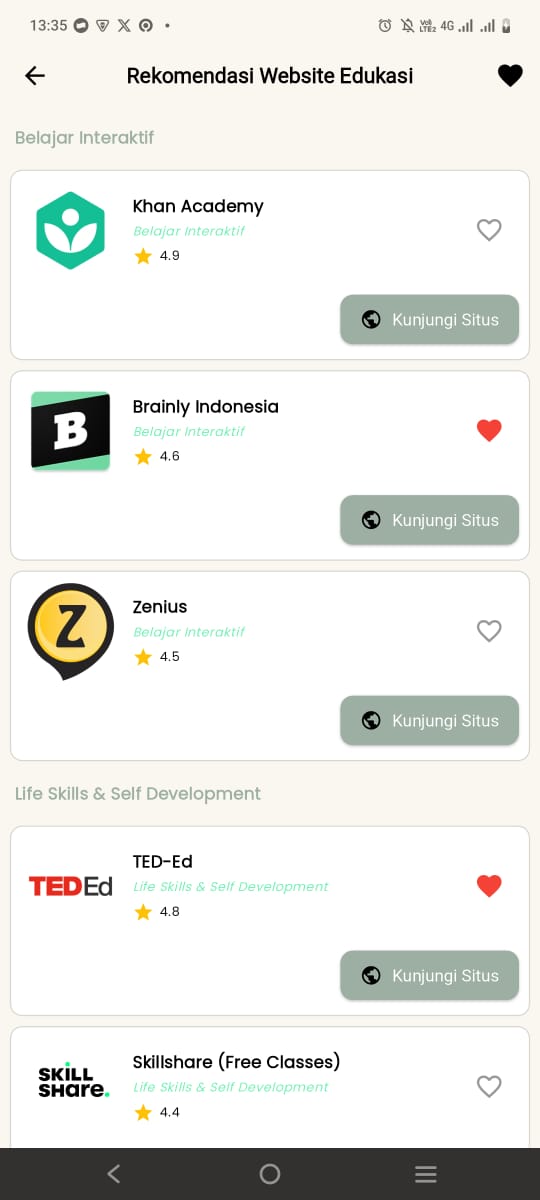 13:35
Vo)
LTE2
4G
Rekomendasi Website Edukasi
Belajar Interaktif
Khan Academy
Belajar Interaktif
4.9
Kunjungi Situs
B
Brainly Indonesia
Belajar Interaktif
4.6
Kunjungi Situs
Z
Zenius
Belajar Interaktif
4.5
Kunjungi Situs
Life Skills & Self Development
TEDEd
TED-Ed
Life Skills & Self Development
4.8
Kunjungi Situs
SKiLL
SHare.
Skillshare (Free Classes)
Life Skills & Self Development
4.4